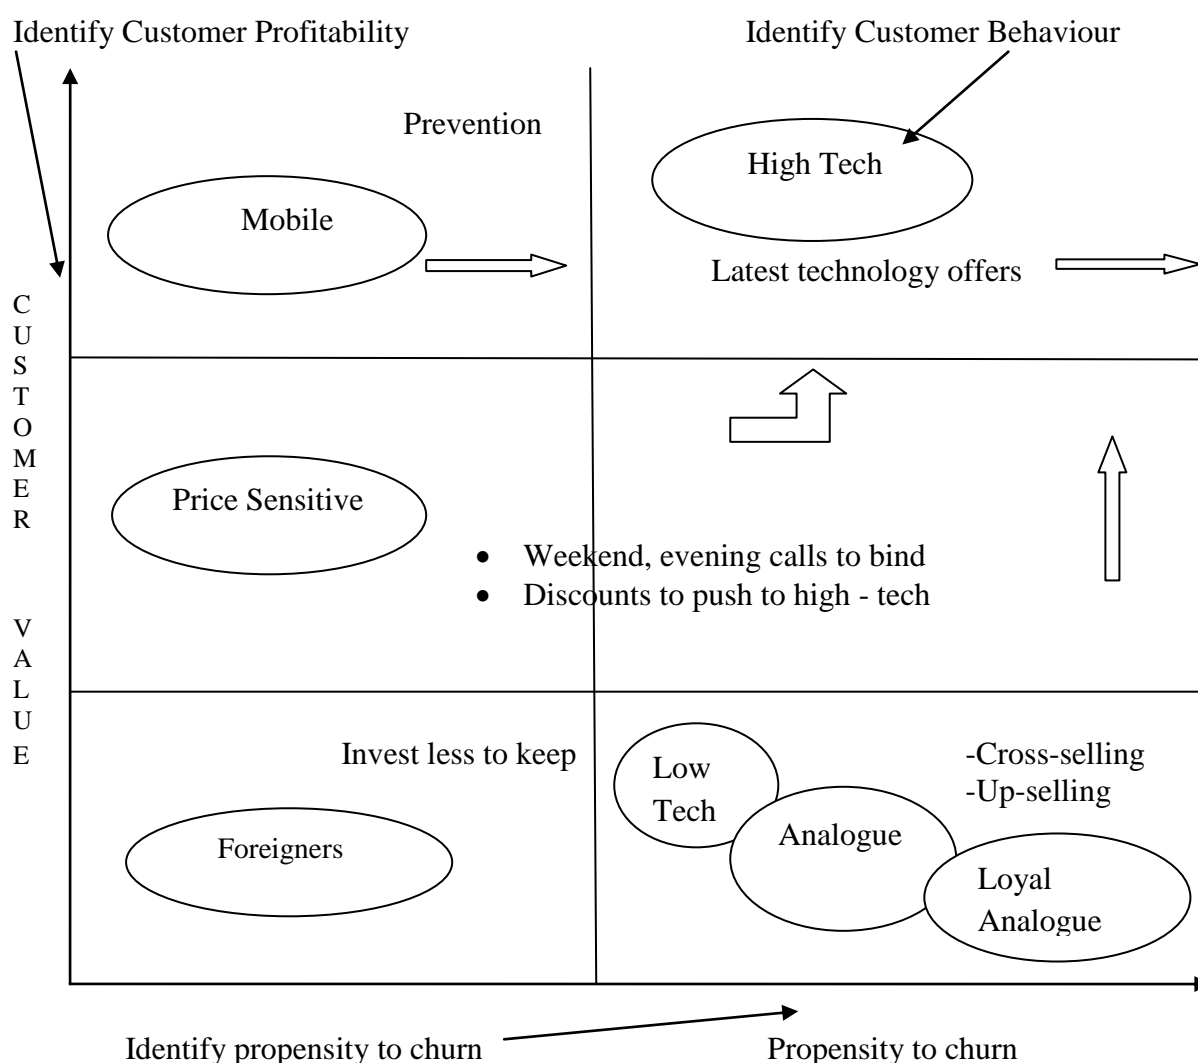 Identify Customer Profitability
Identify Customer Behaviour
Prevention
High Tech
Mobile
Latest technology offers
CUSTOMER VALUE
Price Sensitive
• Weekend, evening calls to bind
• Discounts to push to high - tech
Invest less to keep
Low
Tech
-Cross-selling
-Up-selling
Analogue
Foreigners
Loyal
Analogue
Identify propensity to churn
Propensity to churn